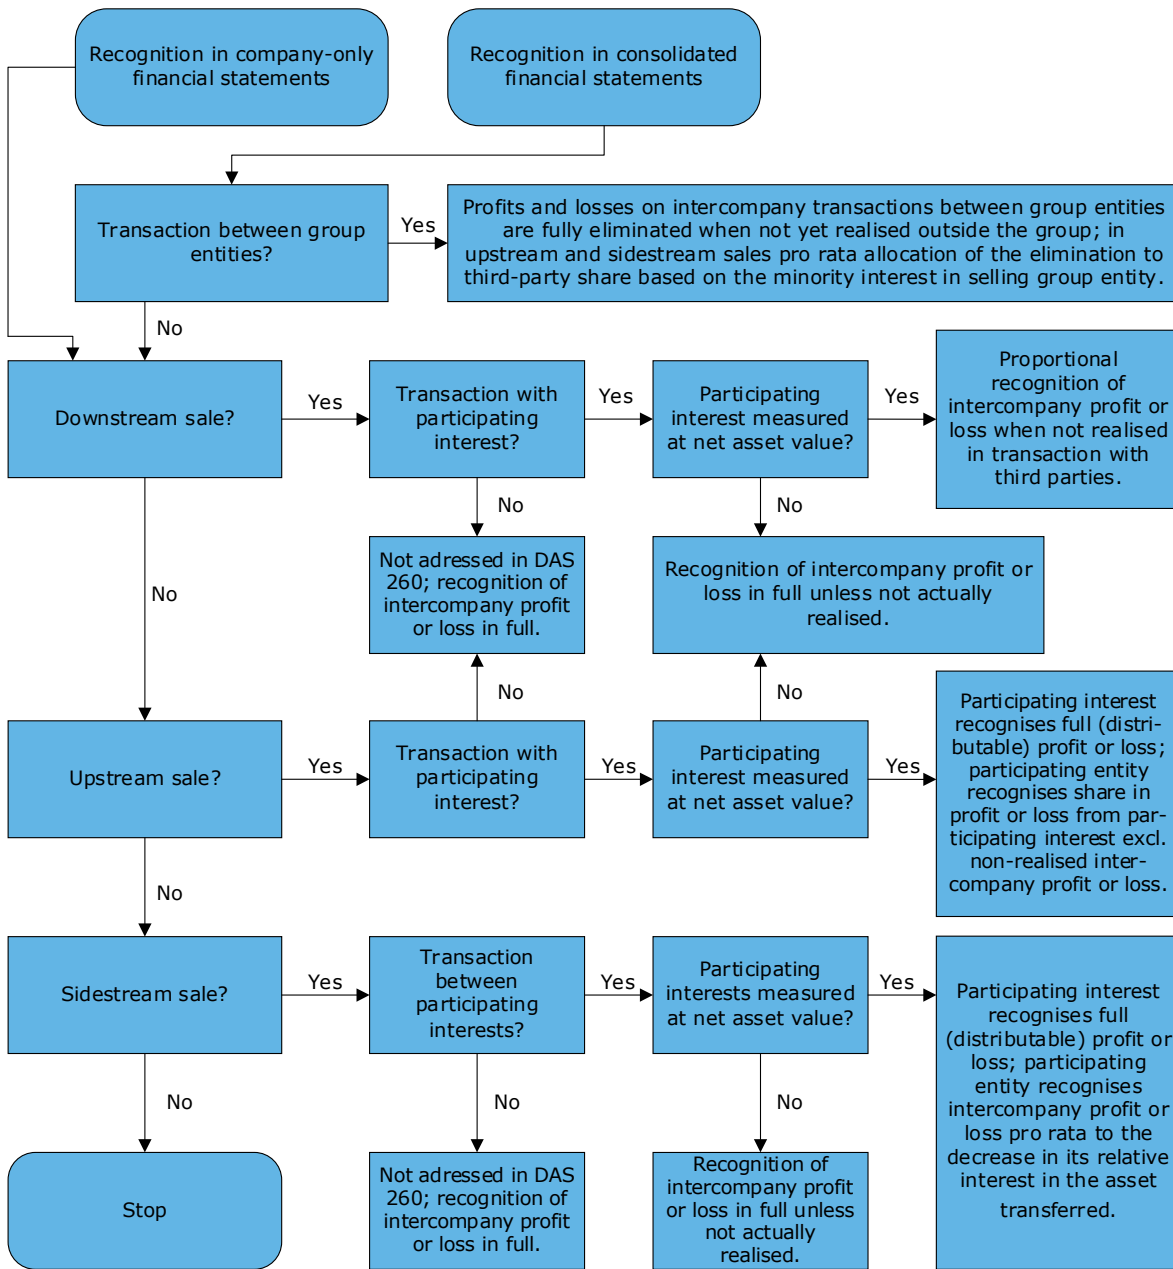 Recognition in company-only
financial statements
Recognition in consolidated
financial statements
Transaction between group
entities?
Yes
Profits and losses on intercompany transactions between group entities
are fully eliminated when not yet realised outside the group; in
upstream and sidestream sales pro rata allocation of the elimination to
third-party share based on the minority interest in selling group entity.
No
Downstream sale?
Yes
Transaction with
participating
interest?
Yes
Participating
interest measured
at net asset value?
Yes
Proportional
recognition of
intercompany profit or
loss when not realised
in transaction with
third parties.
No
No
No
Not adressed in DAS
260; recognition of
intercompany profit
or loss in full.
Recognition of intercompany profit or
loss in full unless not actually
realised.
No
No
Upstream sale?
Yes
Transaction with
participating
interest?
Yes
Participating
interest measured
at net asset value?
Yes
Participating interest
recognises full (distri-
butable) profit or loss;
participating entity
recognises share in
profit or loss from par-
ticipating interest excl.
non-realised inter-
company profit or loss.
No
Sidestream sale?
Yes
Transaction
between
participating
interests?
Yes
Participating
interests measured
at net asset value?
Yes
Participating interest
recognises full
(distributable) profit or
loss; participating
entity recognises
intercompany profit or
loss pro rata to the
decrease in its relative
interest in the asset
transferred.
No
No
No
Stop
Not adressed in DAS
260; recognition of
intercompany profit
or loss in full.
Recognition of
intercompany profit
or loss in full unless
not actually
realised.